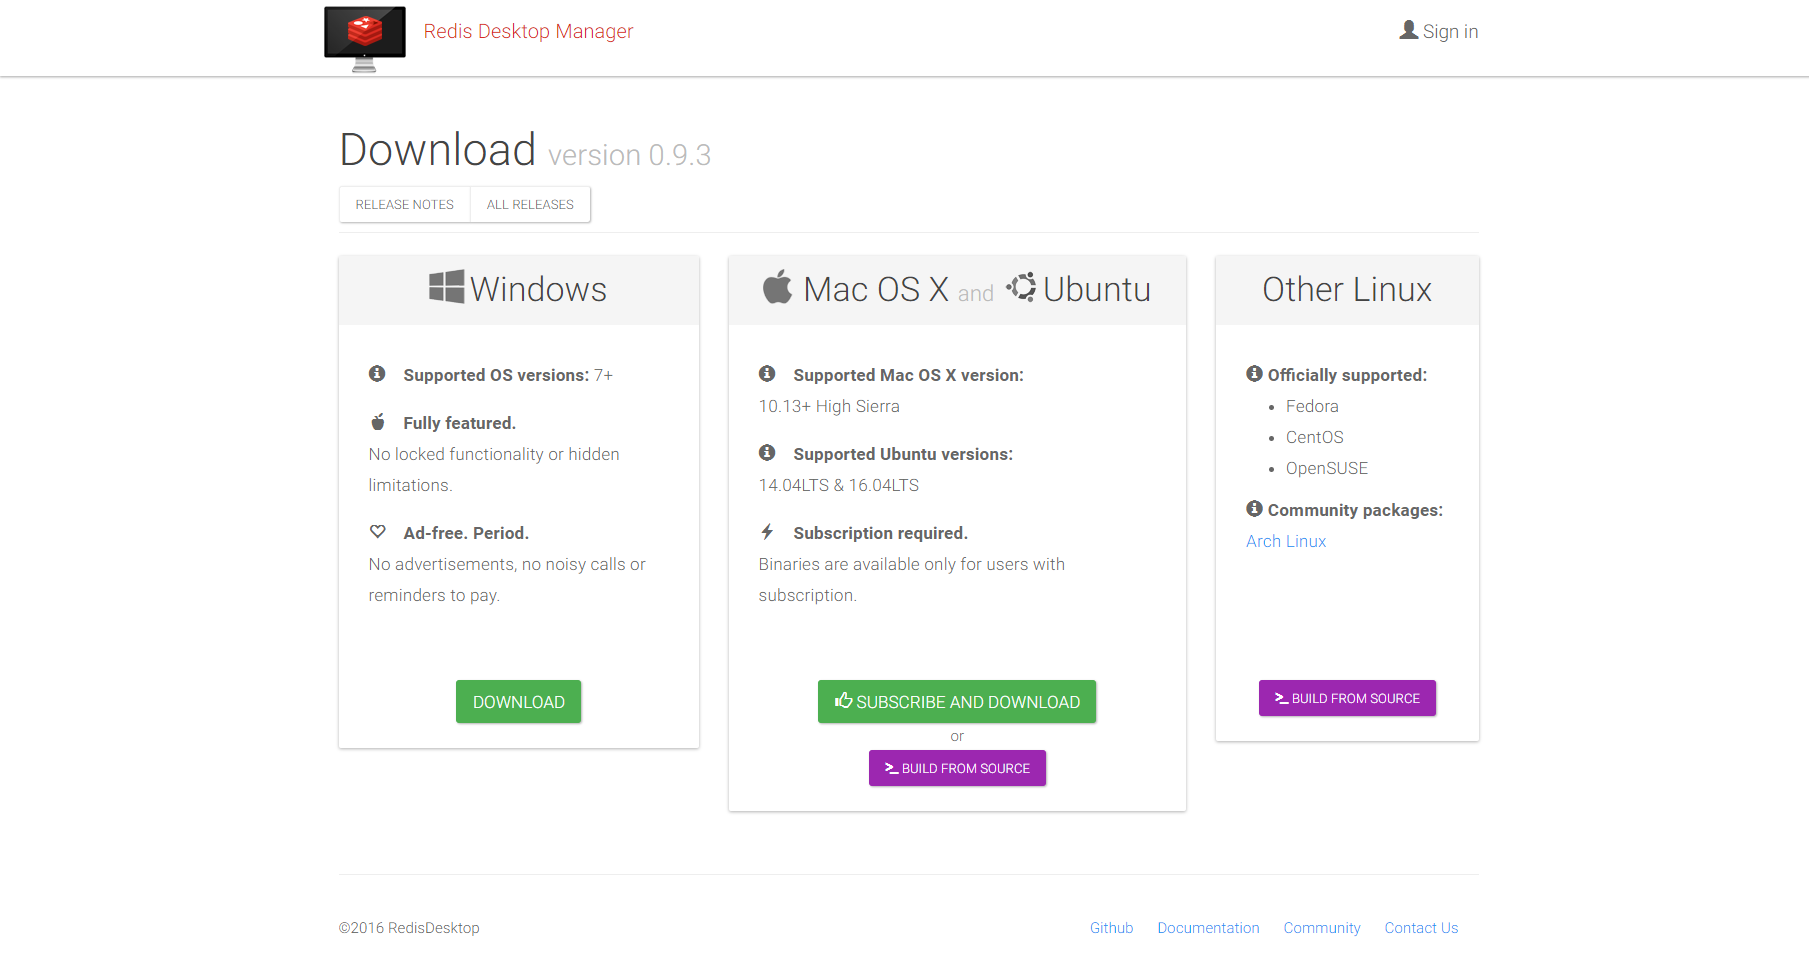 Redis Desktop Manager
Sign in
Download version 0.9.3
RELEASE NOTES
ALL RELEASES
Windows
Supported OS versions: 7+
Fully featured.
No locked functionality or hidden
limitations.
Ad-free. Period.
No advertisements, no noisy calls or
reminders to pay.
DOWNLOAD
Mac OS X and Ubuntu
Supported Mac OS X version:
10.13+ High Sierra
Supported Ubuntu versions:
14.04LTS & 16.04LTS
Subscription required.
Binaries are available only for users with
subscription.
SUBSCRIBE AND DOWNLOAD
or
BUILD FROM SOURCE
Other Linux
Officially supported:
• Fedora
• CentOS
• OpenSUSE
Community packages:
Arch Linux
BUILD FROM SOURCE
©2016 RedisDesktop
Github
Documentation
Community
Contact Us